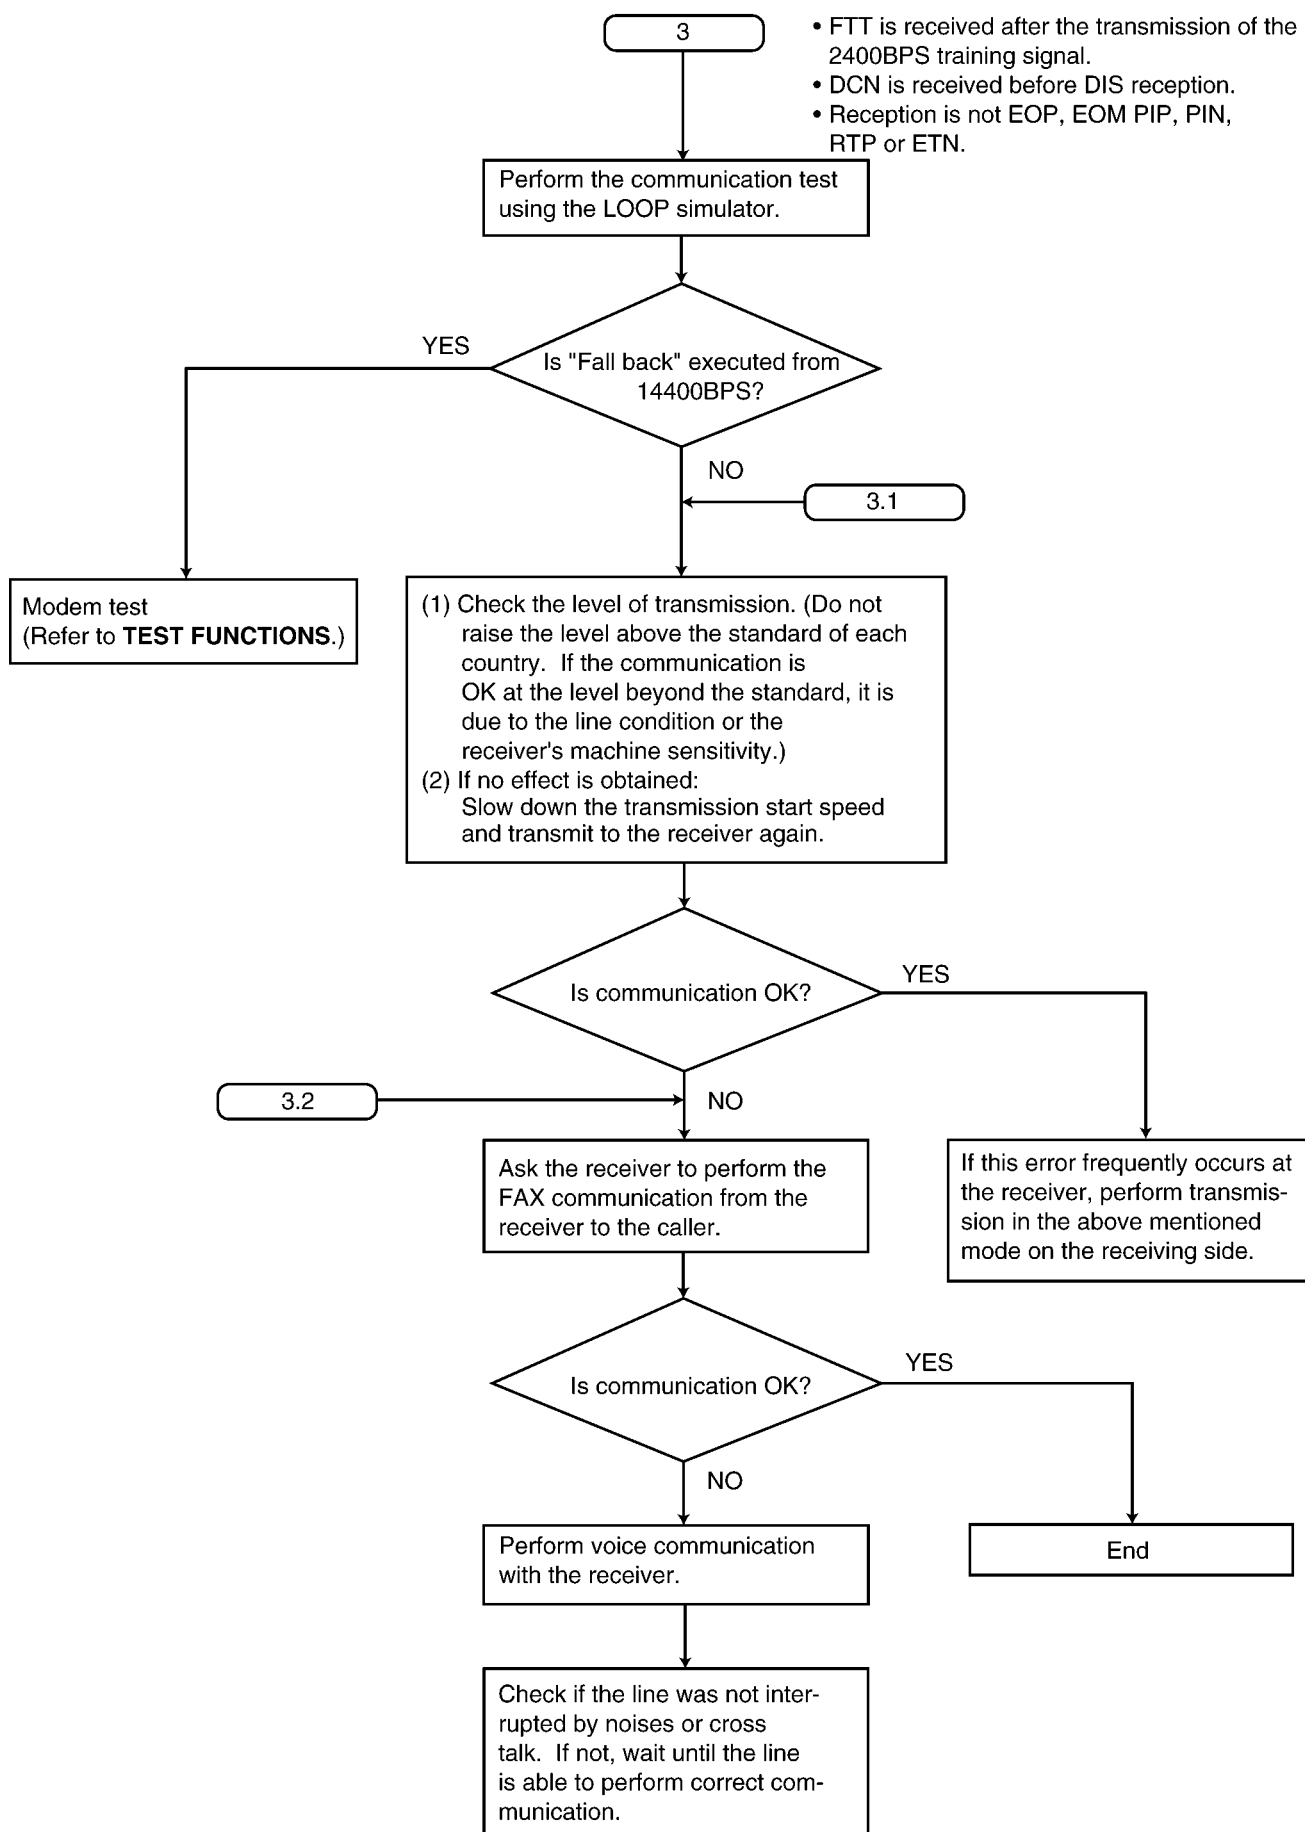 3
• FTT is received after the transmission of the
2400BPS training signal.
• DCN is received before DIS reception.
• Reception is not EOP, EOM PIP, PIN,
RTP or ETN.
Perform the communication test
using the LOOP simulator.
YES
Is "Fall back" executed from
14400BPS?
NO
3.1
Modem test
(Refer to TEST FUNCTIONS.)
(1) Check the level of transmission. (Do not
raise the level above the standard of each
country.  If the communication is
OK at the level beyond the standard, it is
due to the line condition or the
receiver's machine sensitivity.)
(2) If no effect is obtained:
Slow down the transmission start speed
and transmit to the receiver again.
Is communication OK?
YES
3.2
NO
Ask the receiver to perform the
FAX communication from the
receiver to the caller.
If this error frequently occurs at
the receiver, perform transmis-
sion in the above mentioned
mode on the receiving side.
Is communication OK?
YES
NO
Perform voice communication
with the receiver.
End
Check if the line was not inter-
rupted by noises or cross
talk.  If not, wait until the line
is able to perform correct com-
munication.